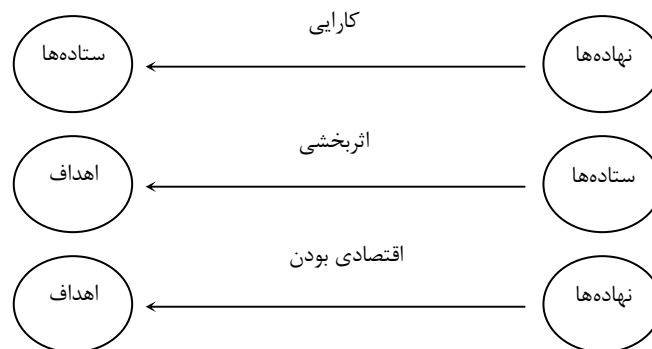 کارایی
نهاده‌ها
ستاده‌ها
اثربخشی
ستاده‌ها
اهداف
اقتصادی بودن
نهاده‌ها
اهداف